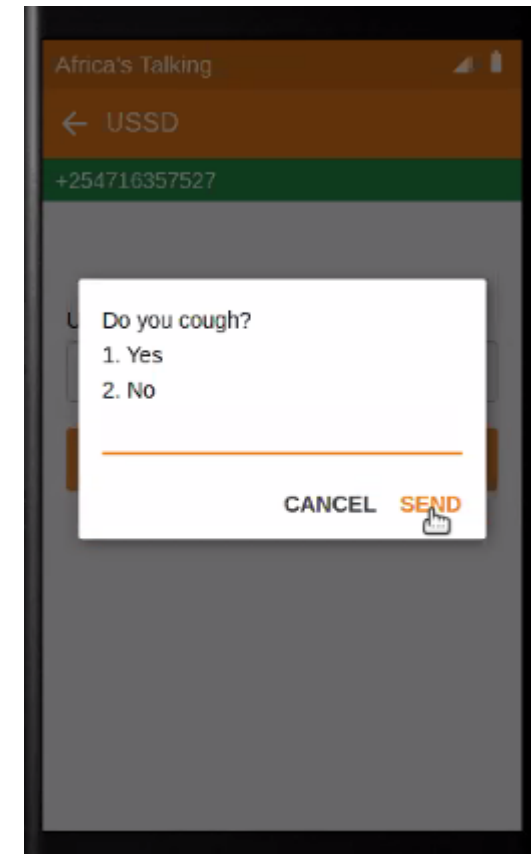 Africa's Talking
USSD
+254716357527
U
Do you cough?
1. Yes
2. No
CANCEL SEND